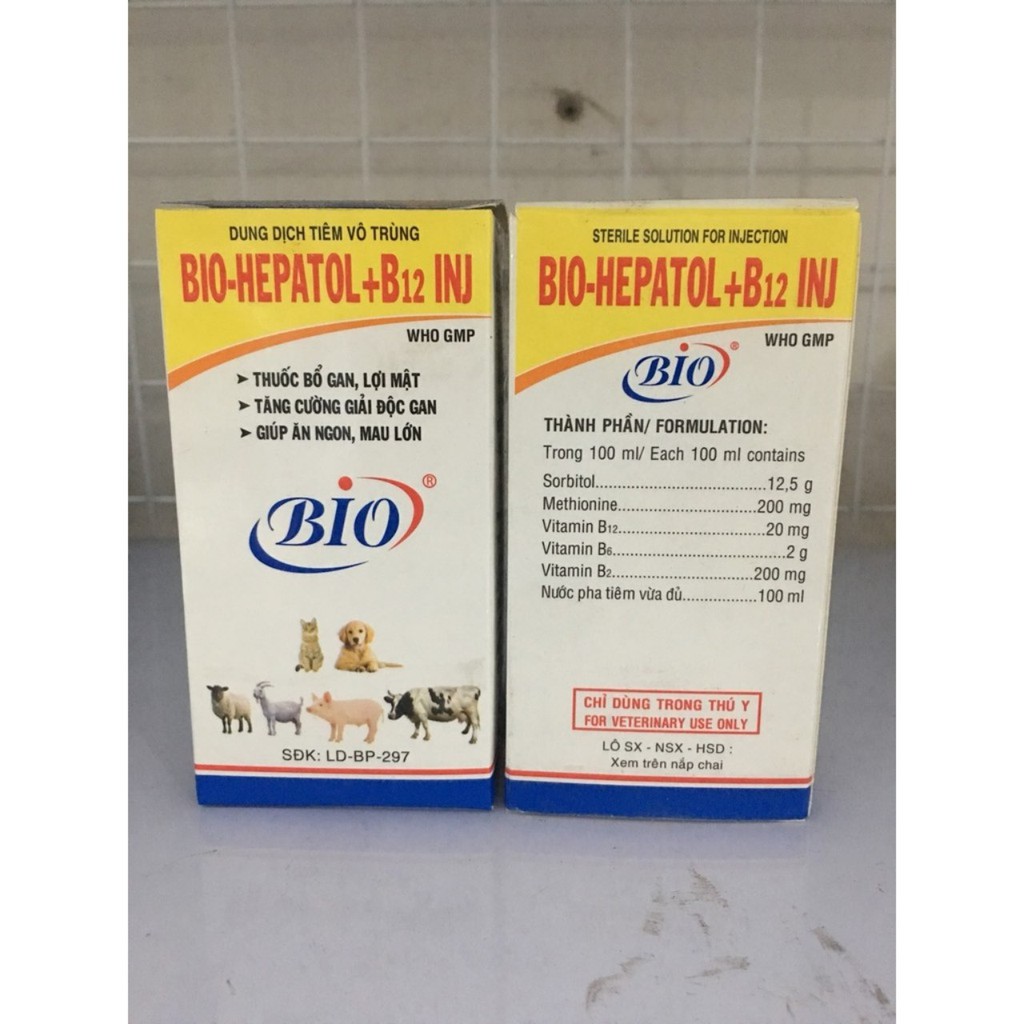 DUNG DỊCH TIÊM VÔ TRÙNG
BIO-HEPATOL+B12 INJ
WHO GMP
➤ THUỐC BỔ GAN, LỢI MẬT
➤ TĂNG CƯỜNG GIẢI ĐỘC GAN
➤ GIÚP ĂN NGON, MAU LỚN
BIO®
SĐK: LD-BP-297
STERILE SOLUTION FOR INJECTION
BIO-HEPATOL+B12 INJ
WHO GMP
BIO®
THÀNH PHẦN/ FORMULATION:
Trong 100 ml/ Each 100 ml contains
Sorbitol..........................12,5 g
Methionine.....................200 mg
Vitamin B12......................20 mg
Vitamin B6..........................2 g
Vitamin B2.....................200 mg
Nước pha tiêm vừa đủ...........100 ml
CHỈ DÙNG TRONG THÚ Y
FOR VETERINARY USE ONLY
LÔ SX - NSX - HSD :
Xem trên nắp chai